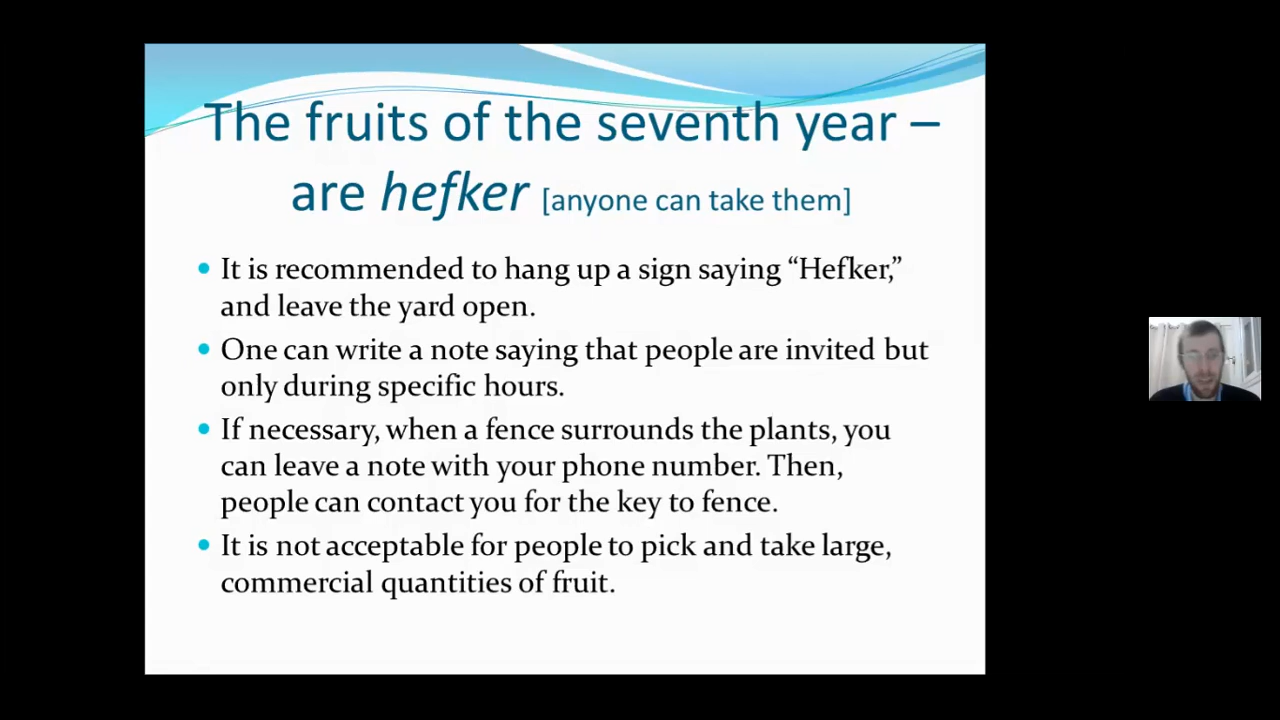 The fruits of the seventh year –
are hefker [anyone can take them]
It is recommended to hang up a sign saying “Hefker,”
and leave the yard open.
One can write a note saying that people are invited but
only during specific hours.
If necessary, when a fence surrounds the plants, you
can leave a note with your phone number. Then,
people can contact you for the key to fence.
It is not acceptable for people to pick and take large,
commercial quantities of fruit.